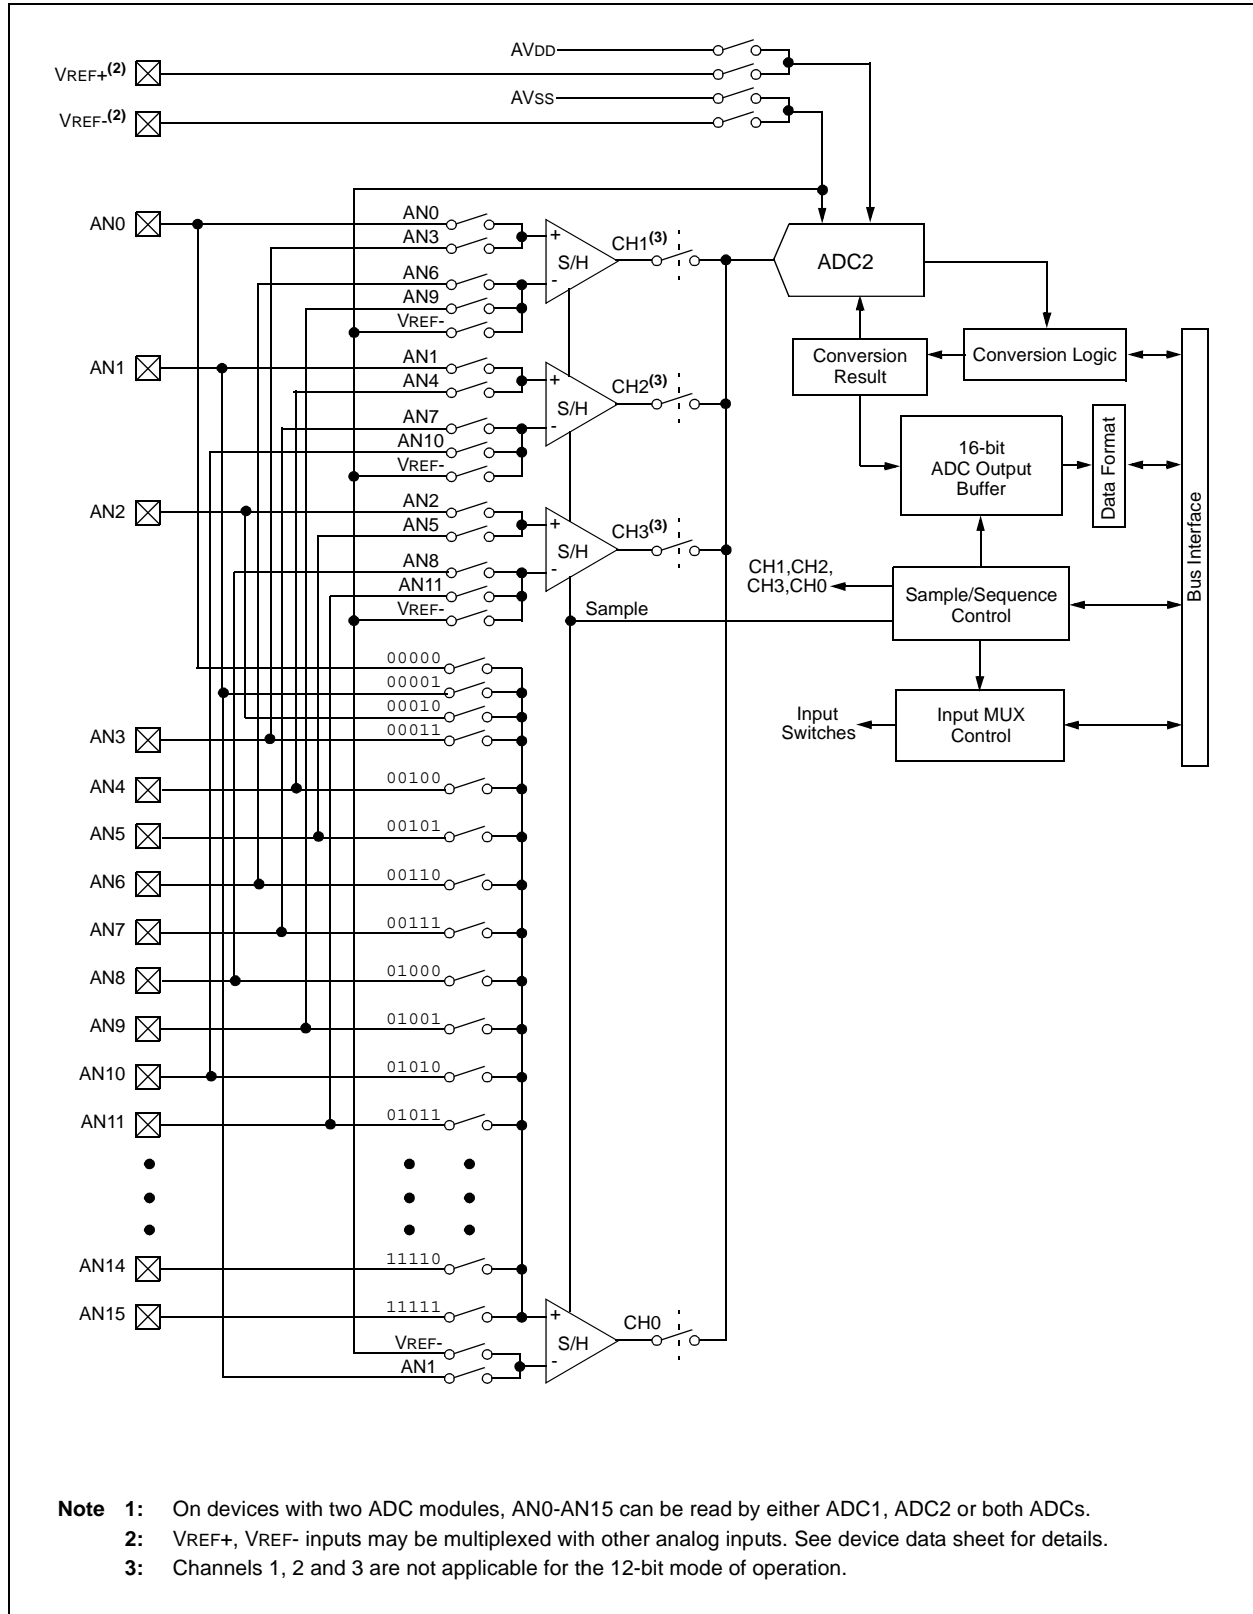 AVDD
VREF+(2)
AVSS
VREF-(2)
AN0
AN0
AN3
+
S/H
-
CH1(3)
ADC2
AN6
AN9
VREF-
AN1
AN1
AN4
+
S/H
-
CH2(3)
Conversion
Result
Conversion Logic
AN7
AN10
VREF-
16-bit
ADC Output
Buffer
Data Format
Bus Interface
AN2
AN2
AN5
+
S/H
-
CH3(3)
AN8
AN11
VREF-
CH1,CH2,
CH3,CH0
Sample/Sequence
Control
Sample
00000
00001
00010
AN3
00011
Input
Switches
Input MUX
Control
AN4
00100
AN5
00101
AN6
00110
AN7
00111
AN8
01000
AN9
01001
AN10
01010
AN11
01011
AN14
11110
AN15
11111
+
S/H
-
CH0
VREF-
AN1
Note 1: On devices with two ADC modules, AN0-AN15 can be read by either ADC1, ADC2 or both ADCs.
2: VREF+, VREF- inputs may be multiplexed with other analog inputs. See device data sheet for details.
3: Channels 1, 2 and 3 are not applicable for the 12-bit mode of operation.